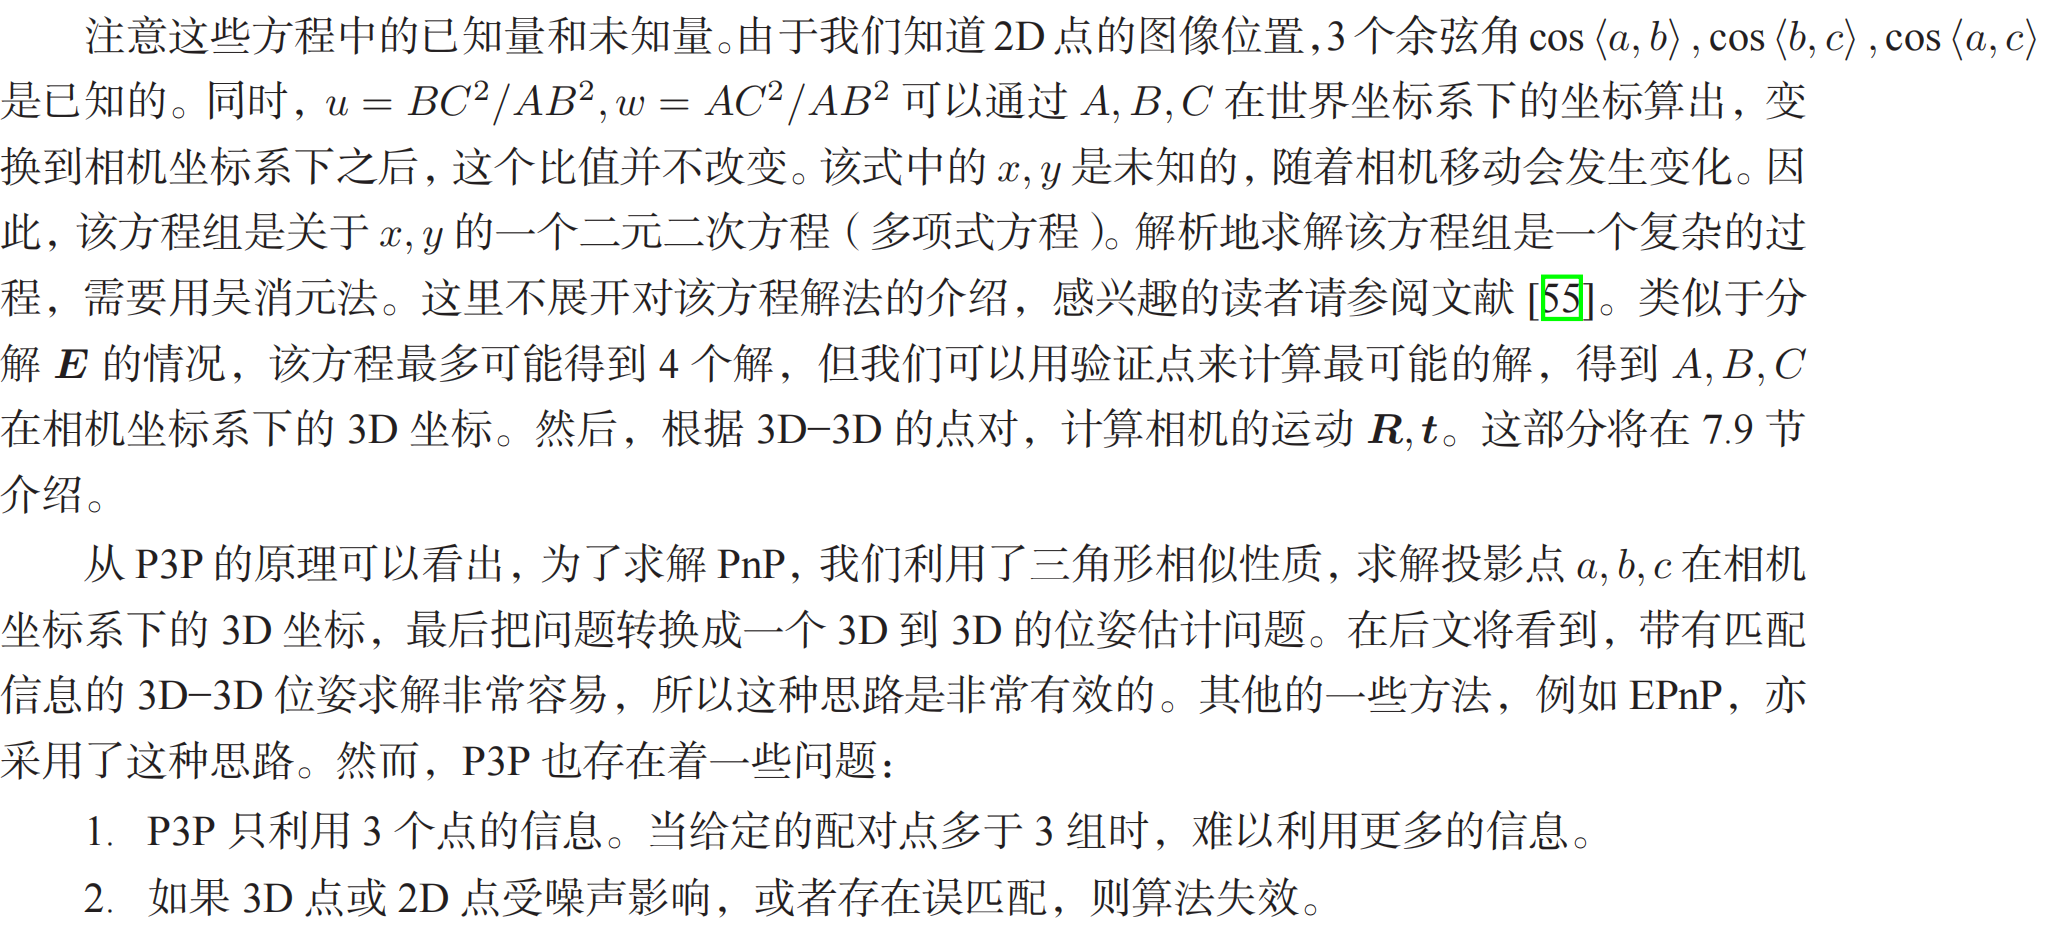 注意这些方程中的已知量和未知量。由于我们知道 2D 点的图像位置，3 个余弦角 cos ⟨a, b⟩ , cos ⟨b, c⟩ , cos ⟨a, c⟩
是已知的。同时，u = BC²/AB², w = AC²/AB² 可以通过 A, B, C 在世界坐标系下的坐标算出，变
换到相机坐标系下之后，这个比值并不改变。该式中的 x, y 是未知的，随着相机移动会发生变化。因
此，该方程组是关于 x, y 的一个二元二次方程（多项式方程）。解析地求解该方程组是一个复杂的过
程，需要用吴消元法。这里不展开对该方程解法的介绍，感兴趣的读者请参阅文献 [55]。类似于分
解 E 的情况，该方程最多可能得到 4 个解，但我们可以用验证点来计算最可能的解，得到 A, B, C
在相机坐标系下的 3D 坐标。然后，根据 3D−3D 的点对，计算相机的运动 R, t。这部分将在 7.9 节
介绍。
从 P3P 的原理可以看出，为了求解 PnP，我们利用了三角形相似性质，求解投影点 a, b, c 在相机
坐标系下的 3D 坐标，最后把问题转换成一个 3D 到 3D 的位姿估计问题。在后文将看到，带有匹配
信息的 3D−3D 位姿求解非常容易，所以这种思路是非常有效的。其他的一些方法，例如 EPnP，亦
采用了这种思路。然而，P3P 也存在着一些问题：
1. P3P 只利用 3 个点的信息。当给定的配对点多于 3 组时，难以利用更多的信息。
2. 如果 3D 点或 2D 点受噪声影响，或者存在误匹配，则算法失效。